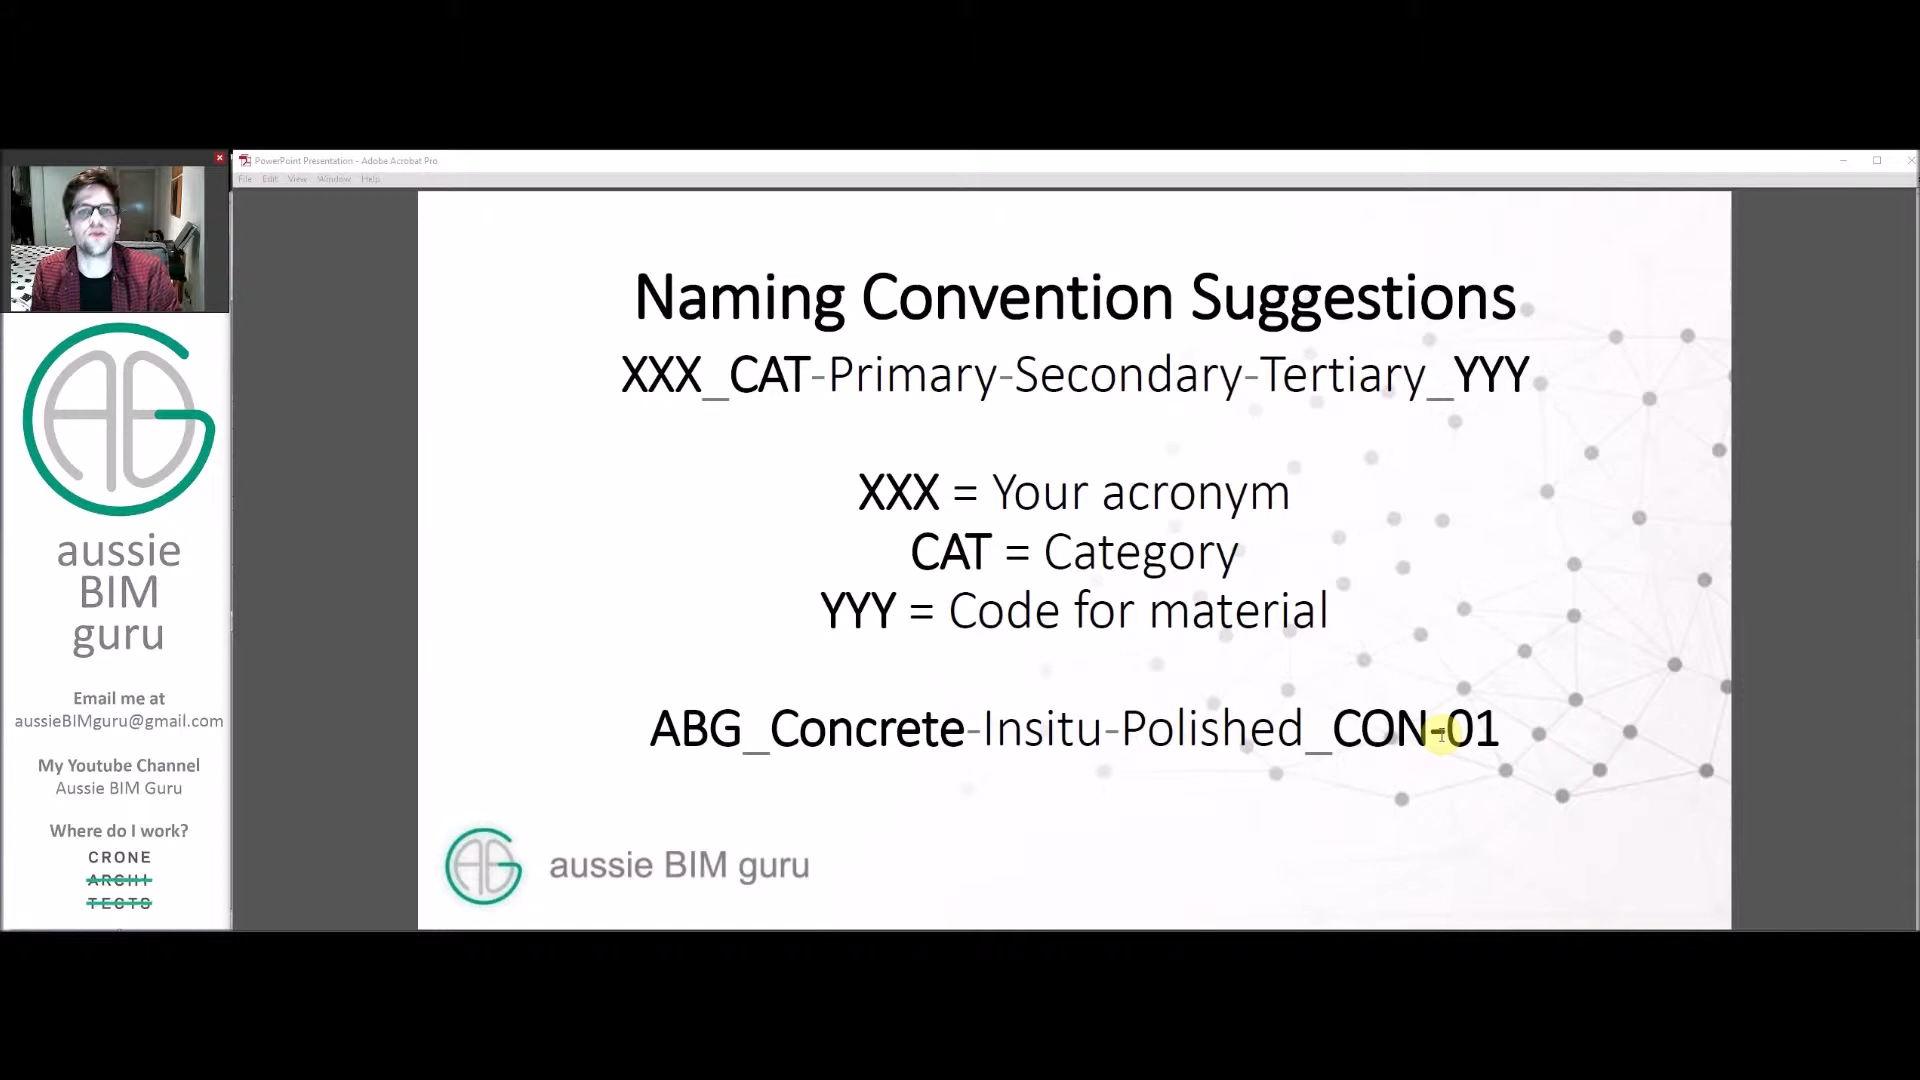 PowerPoint Presentation - Adobe Acrobat Pro
File Edit View Window Help
Naming Convention Suggestions
XXX_CAT-Primary-Secondary-Tertiary_YYY
XXX = Your acronym
CAT = Category
YYY = Code for material
ABG_Concrete-Insitu-Polished_CON-01
aussie BIM guru
ABG
aussie
BIM
guru
Email me at
aussieBIMguru@gmail.com
My Youtube Channel
Aussie BIM Guru
Where do I work?
CRONE
ARCHI
TECTS